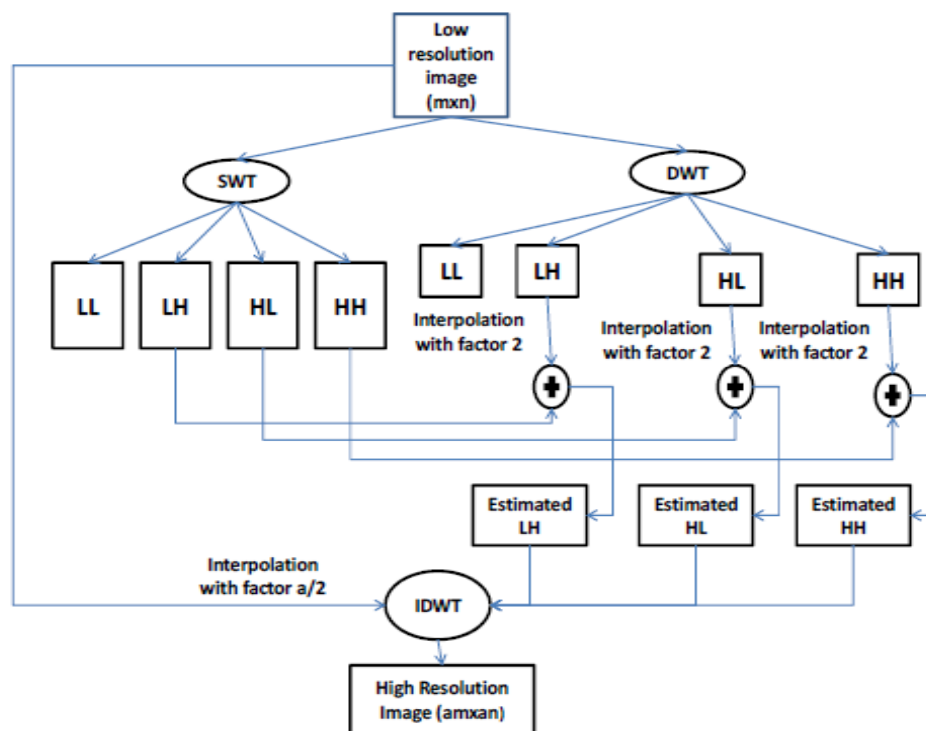 Low
resolution
image
(mxn)
SWT
DWT
LL
LH
HL
HH
LL
LH
HL
HH
Interpolation
with factor 2
Interpolation
with factor 2
Interpolation
with factor 2
Estimated
LH
Estimated
HL
Estimated
HH
Interpolation
with factor a/2
IDWT
High Resolution
Image (amxan)